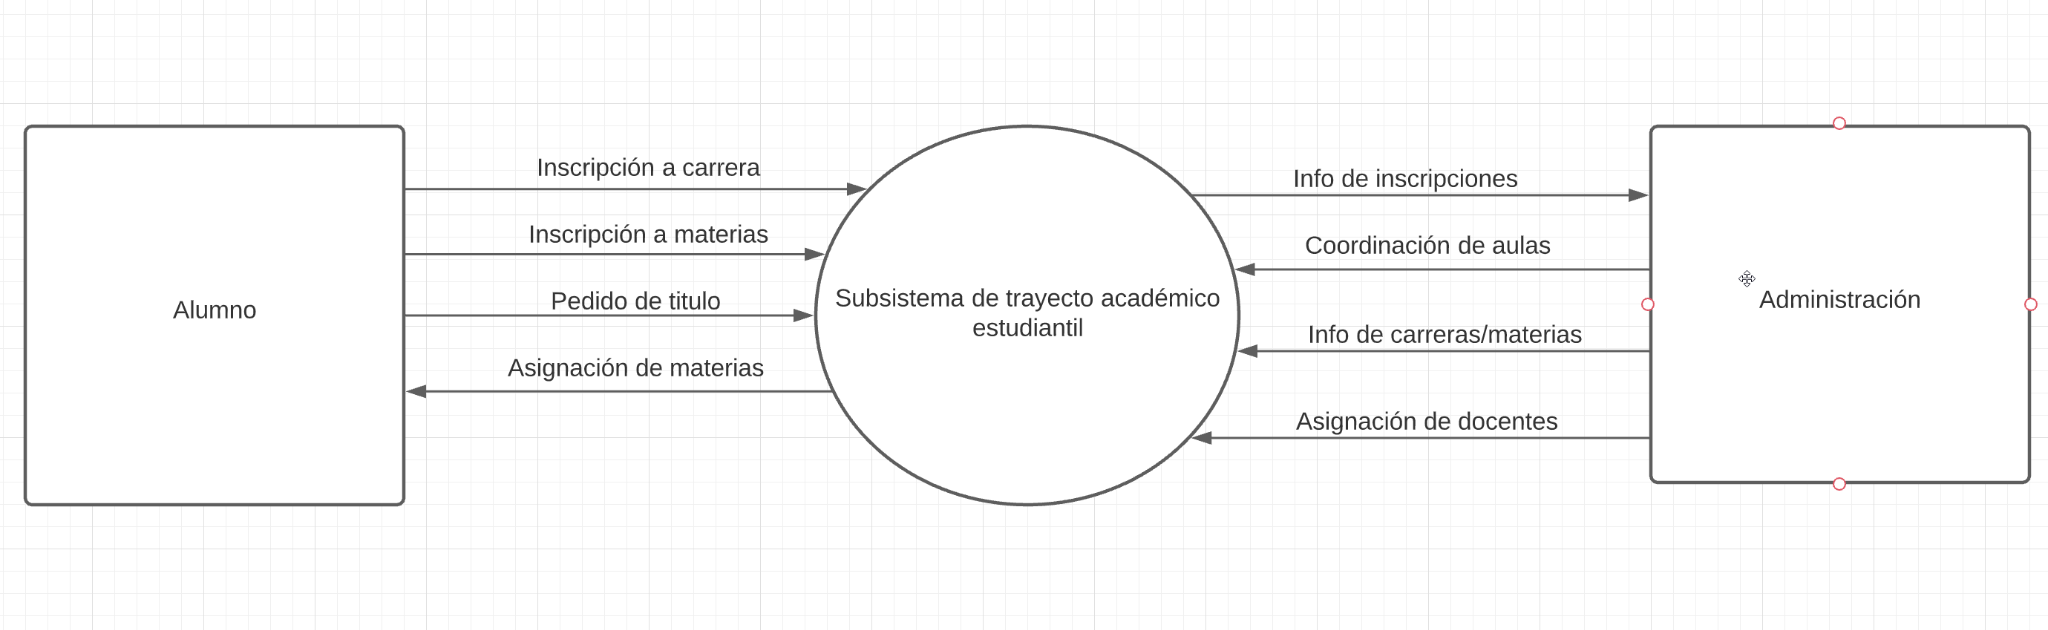 Alumno
Inscripción a carrera
Inscripción a materias
Pedido de titulo
Asignación de materias
Subsistema de trayecto académico
estudiantil
Info de inscripciones
Coordinación de aulas
Info de carreras/materias
Asignación de docentes
Administración